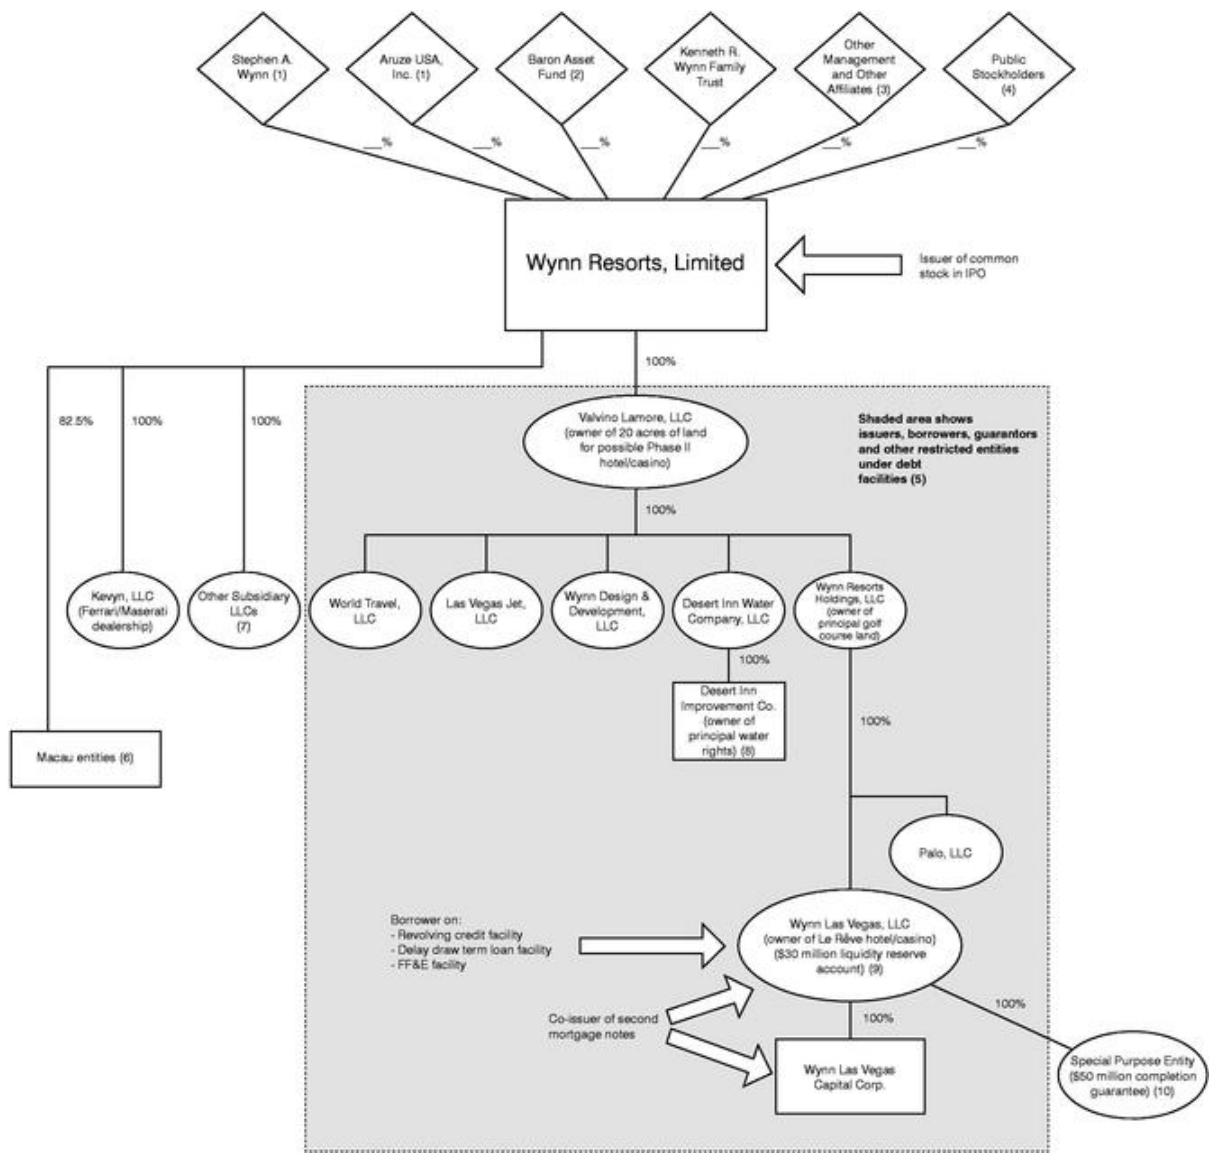 Stephen A.
Wynn (1)
Aruze USA,
Inc. (1)
Baron Asset
Fund (2)
Kenneth R.
Wynn Family
Trust
Other
Management
and Other
Affiliates (3)
Public
Stockholders
(4)
___%
___%
___%
___%
___%
___%
Wynn Resorts, Limited
Issuer of common
stock in IPO
100%
82.5%
100%
100%
Valvino Lamore, LLC
(owner of 20 acres of land
for possible Phase II
hotel/casino)
Shaded area shows
issuers, borrowers, guarantors
and other restricted entities
under debt
facilities (5)
100%
Kevyn, LLC
(Ferrari/Maserati
dealership)
Other Subsidiary
LLCs
(7)
World Travel,
LLC
Las Vegas Jet,
LLC
Wynn Design &
Development,
LLC
Desert Inn Water
Company, LLC
Wynn Resorts
Holdings, LLC
(owner of
principal golf
course land)
100%
Desert Inn
Improvement Co.
(owner of
principal water
rights) (8)
100%
Macau entities (6)
Palo, LLC
Borrower on:
- Revolving credit facility
- Delay draw term loan facility
- FF&E facility
Wynn Las Vegas, LLC
(owner of Le Rêve hotel/casino)
($30 million liquidity reserve
account) (9)
Co-issuer of second
mortgage notes
100%
100%
Wynn Las Vegas
Capital Corp.
Special Purpose Entity
($50 million completion
guarantee) (10)